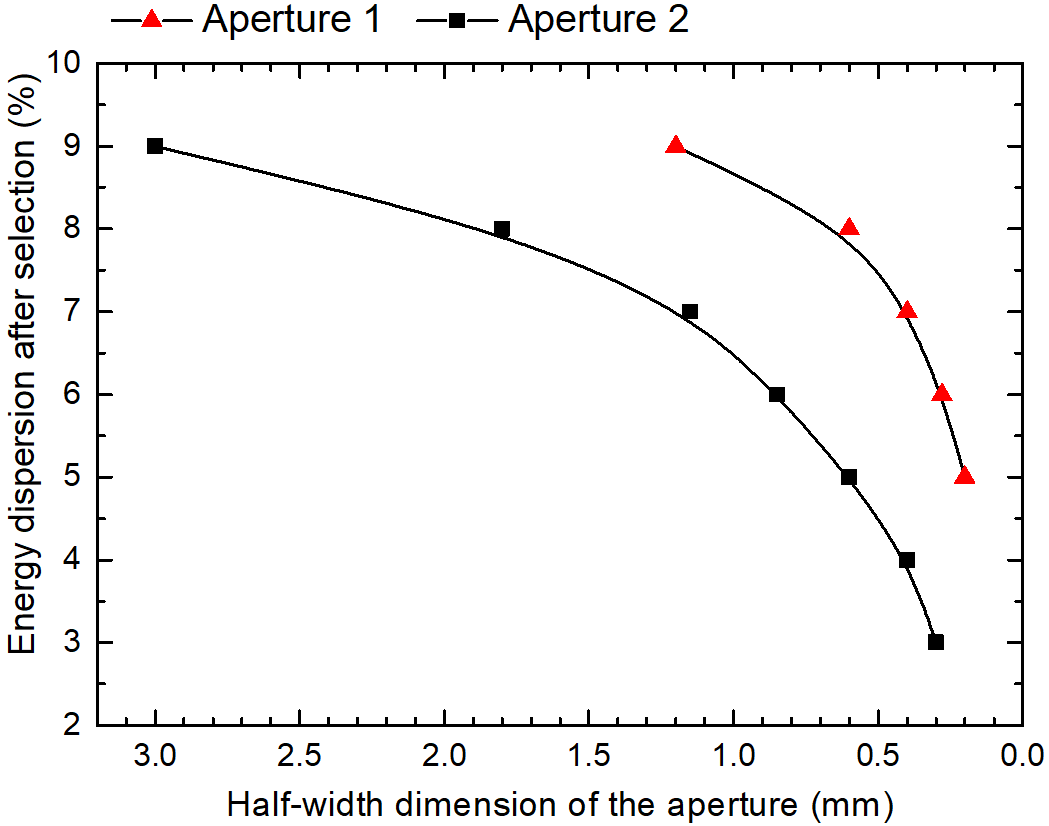 Aperture 1 Aperture 2
Energy dispersion after selection (%)
10
9
8
7
6
5
4
3
2
3.0 2.5 2.0 1.5 1.0 0.5 0.0
Half-width dimension of the aperture (mm)